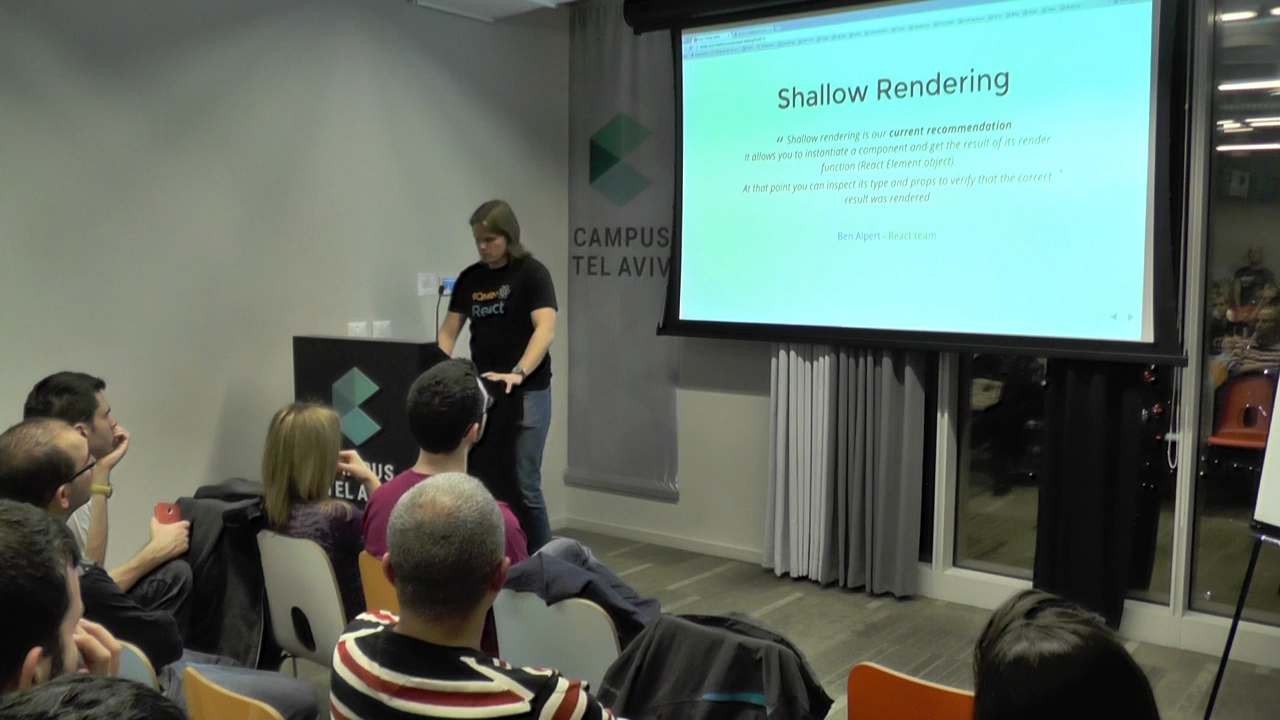 Shallow Rendering
" Shallow rendering is our current recommendation
It allows you to instantiate a component and get the result of its render
function (React Element object)
At that point you can inspect its type and props to verify that the correct
result was rendered
Ben Alpert - React team
CAMPUS
TEL AVIV
React
CAMPUS
TEL A